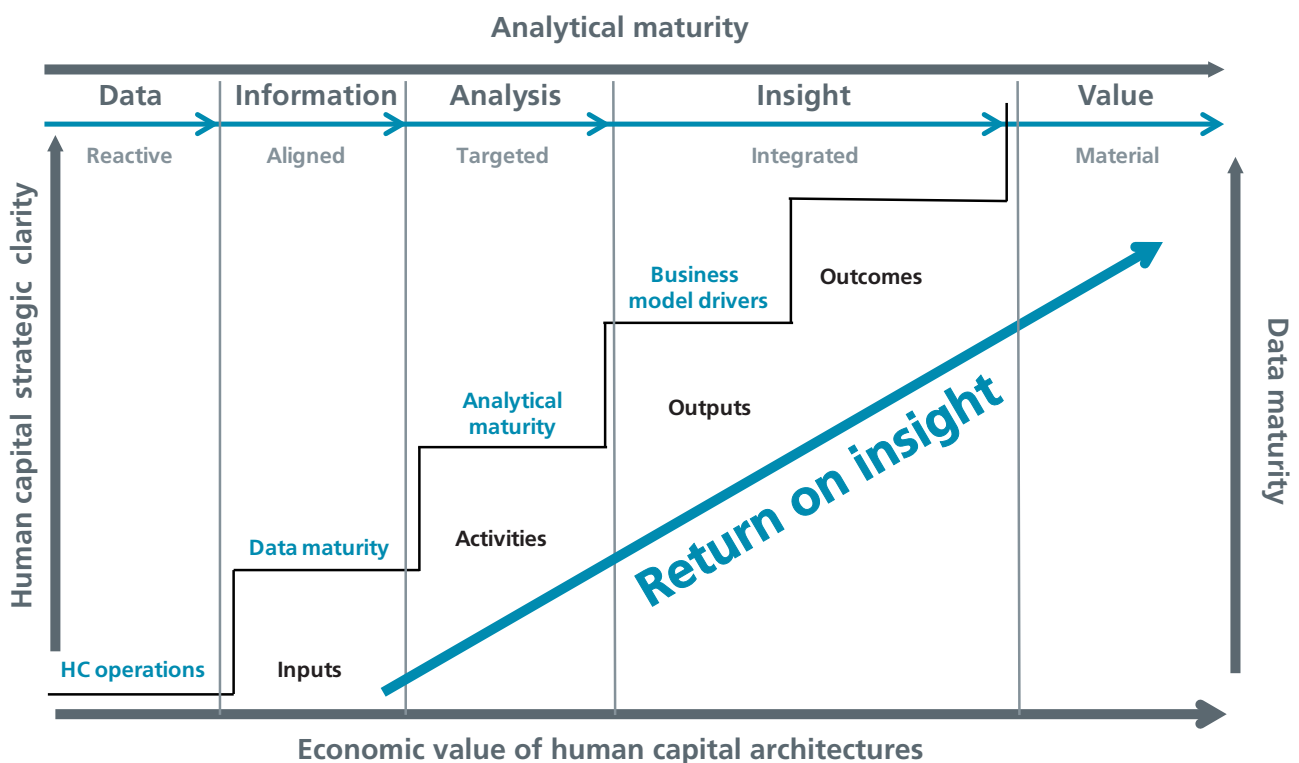 Analytical maturity
Data
Information
Analysis
Insight
Value
Reactive
Aligned
Targeted
Integrated
Material
Human capital strategic clarity
Data maturity
Business
model drivers
Outcomes
Analytical
maturity
Outputs
Return on insight
Data maturity
Activities
HC operations
Inputs
Economic value of human capital architectures